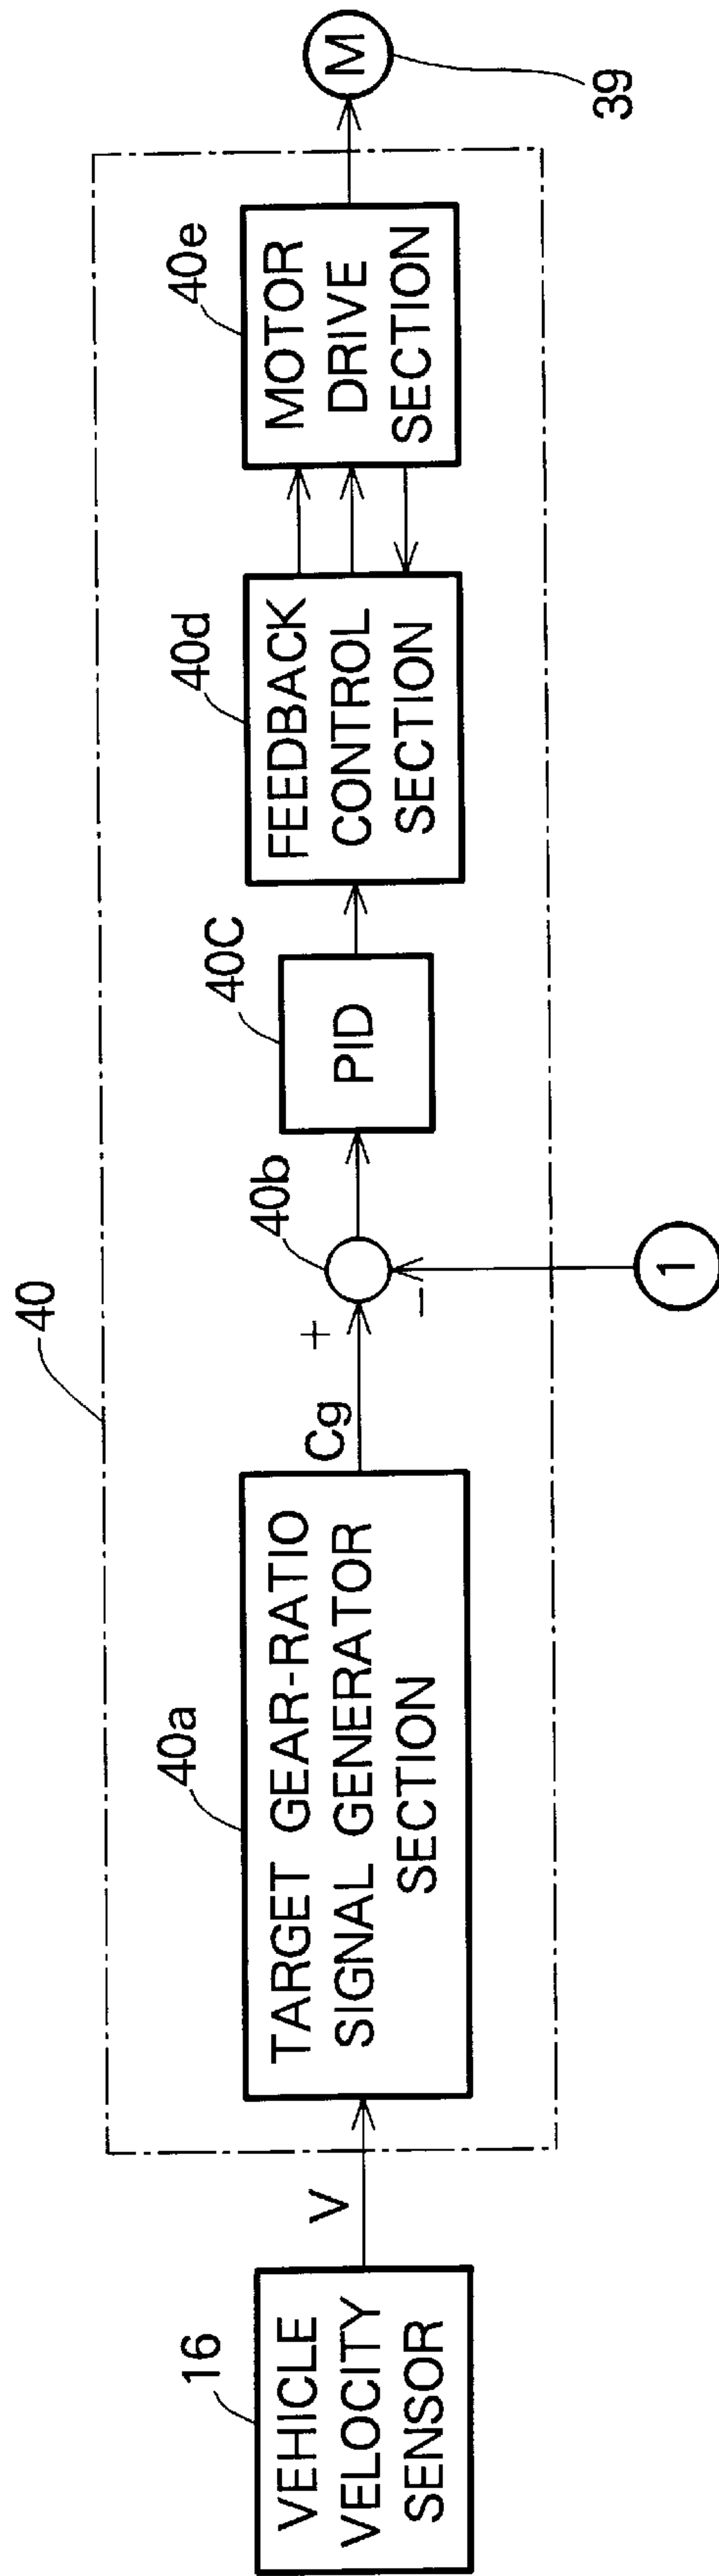 40
16
VEHICLE
VELOCITY
SENSOR
V
40a
TARGET GEAR-RATIO
SIGNAL GENERATOR
SECTION
Cg
+
−
40b
1
40C
PID
40d
FEEDBACK
CONTROL
SECTION
40e
MOTOR
DRIVE
SECTION
M
39